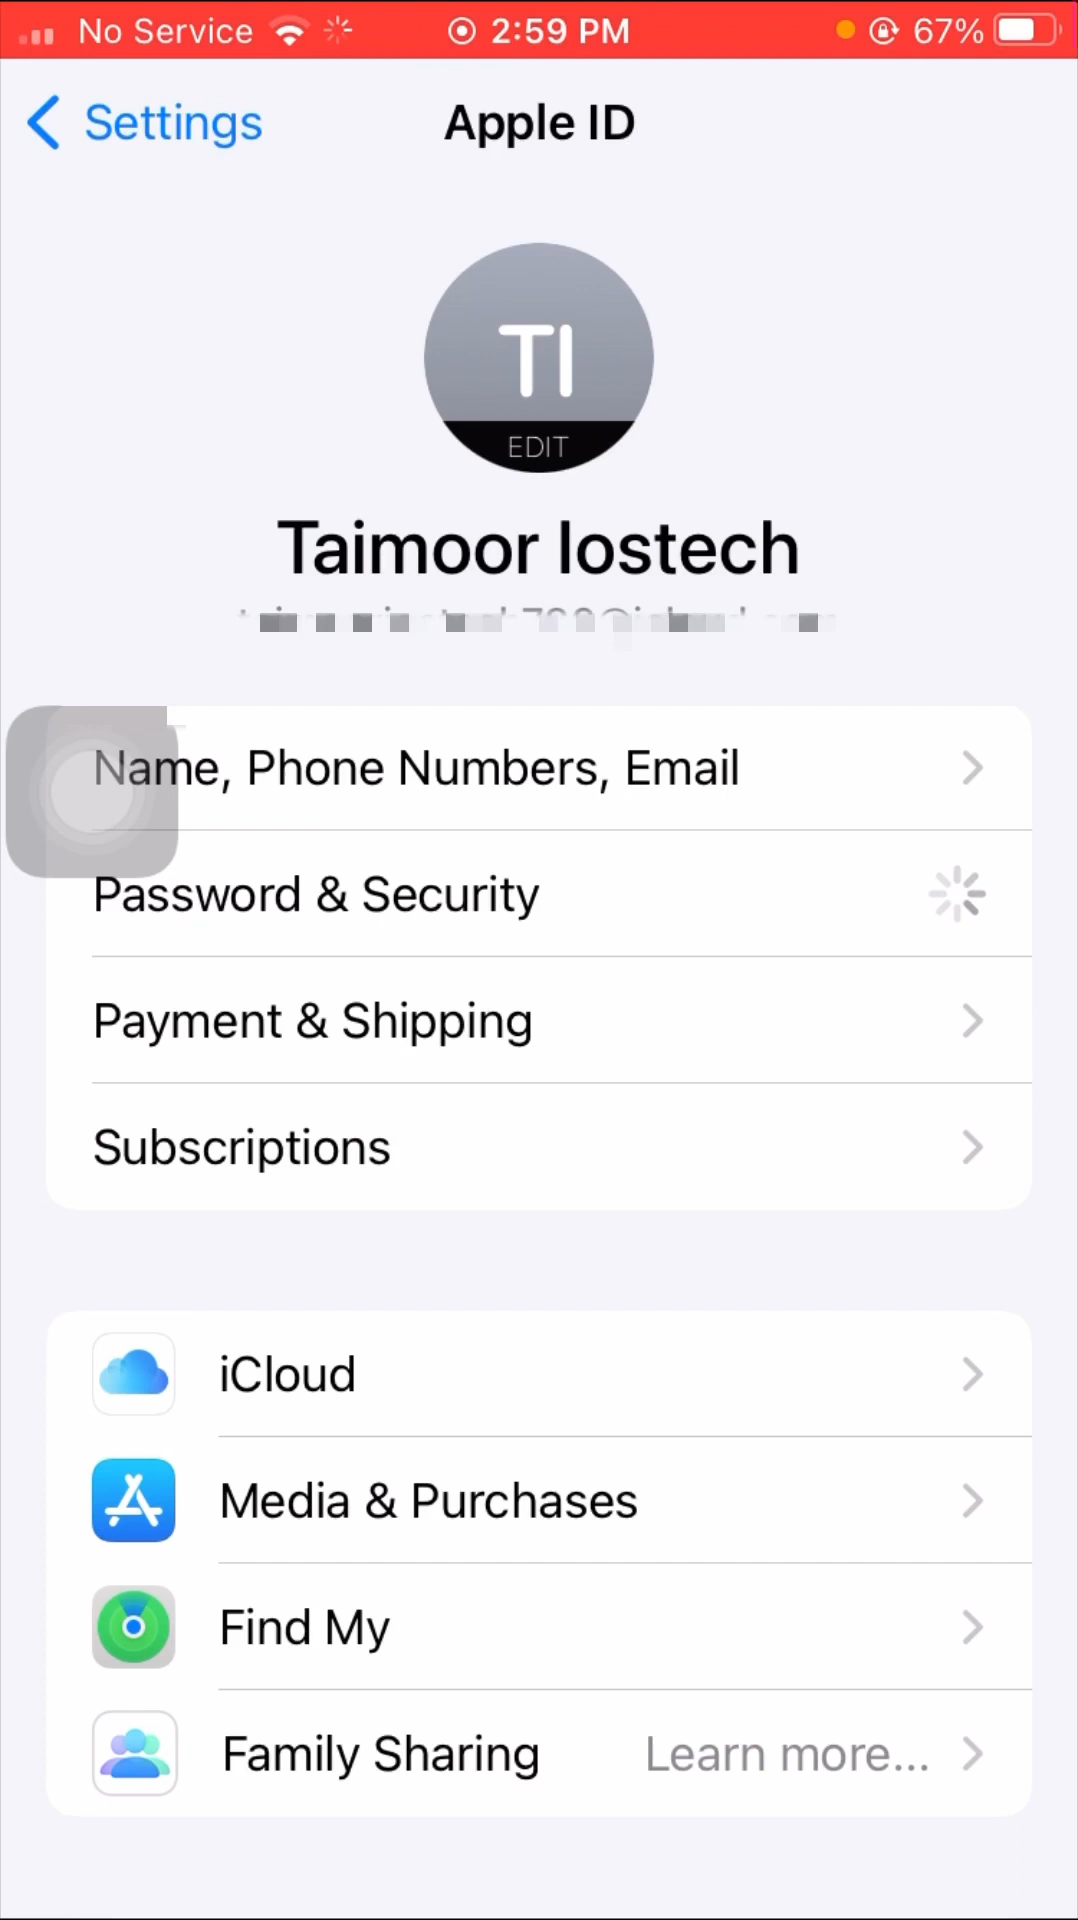 No Service 2:59 PM 67%
Settings Apple ID
TI
EDIT
Taimoor Iostech
Name, Phone Numbers, Email
Password & Security
Payment & Shipping
Subscriptions
iCloud
Media & Purchases
Find My
Family Sharing Learn more...